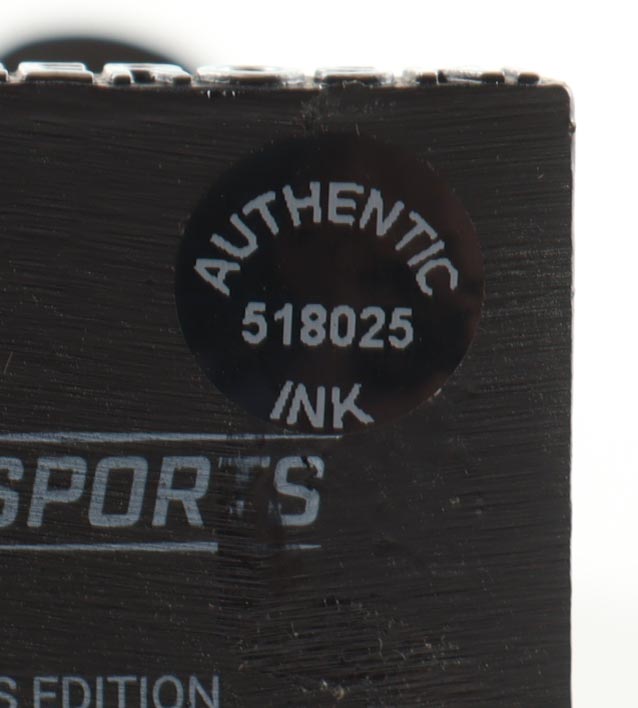 AUTHENTIC
518025
INK
SPORTS
EDITION